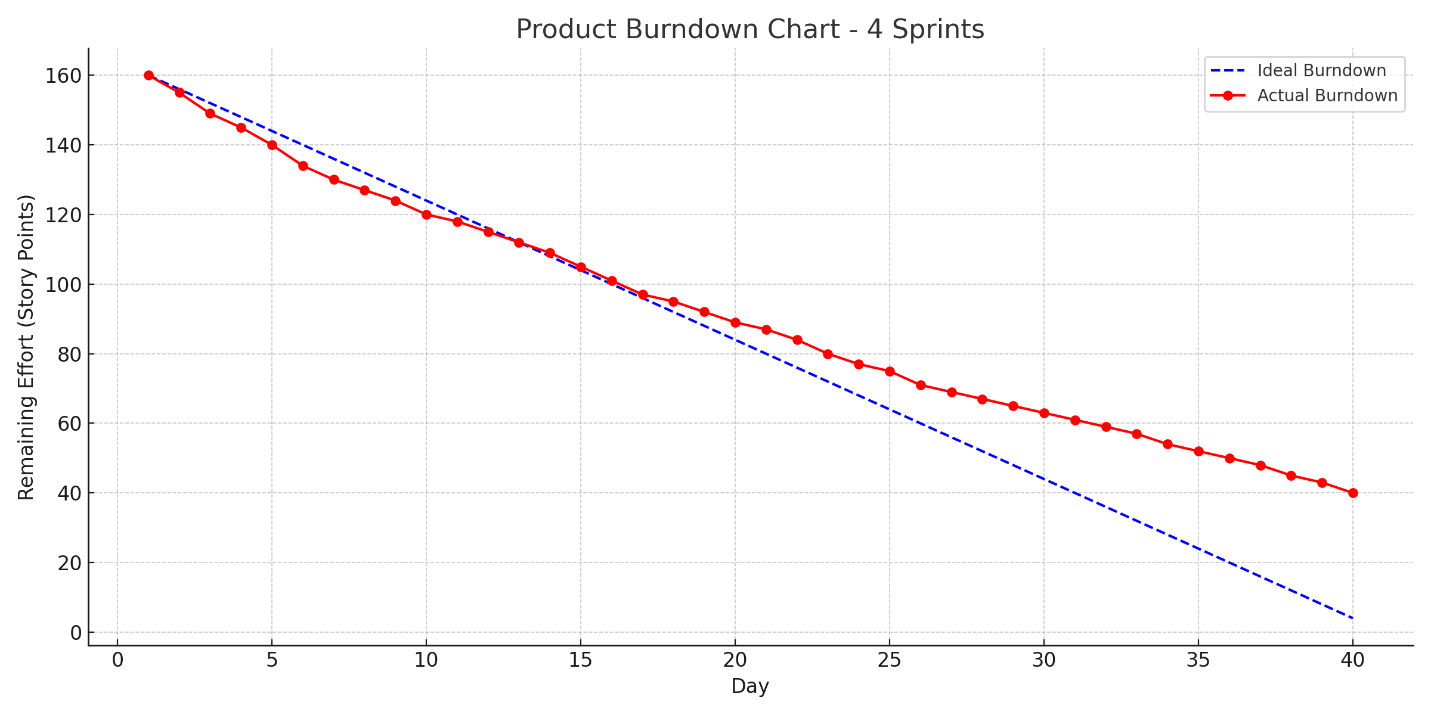 Product Burndown Chart - 4 Sprints
Ideal Burndown
Actual Burndown
Remaining Effort (Story Points)
160
140
120
100
80
60
40
20
0
0 5 10 15 20 25 30 35 40
Day